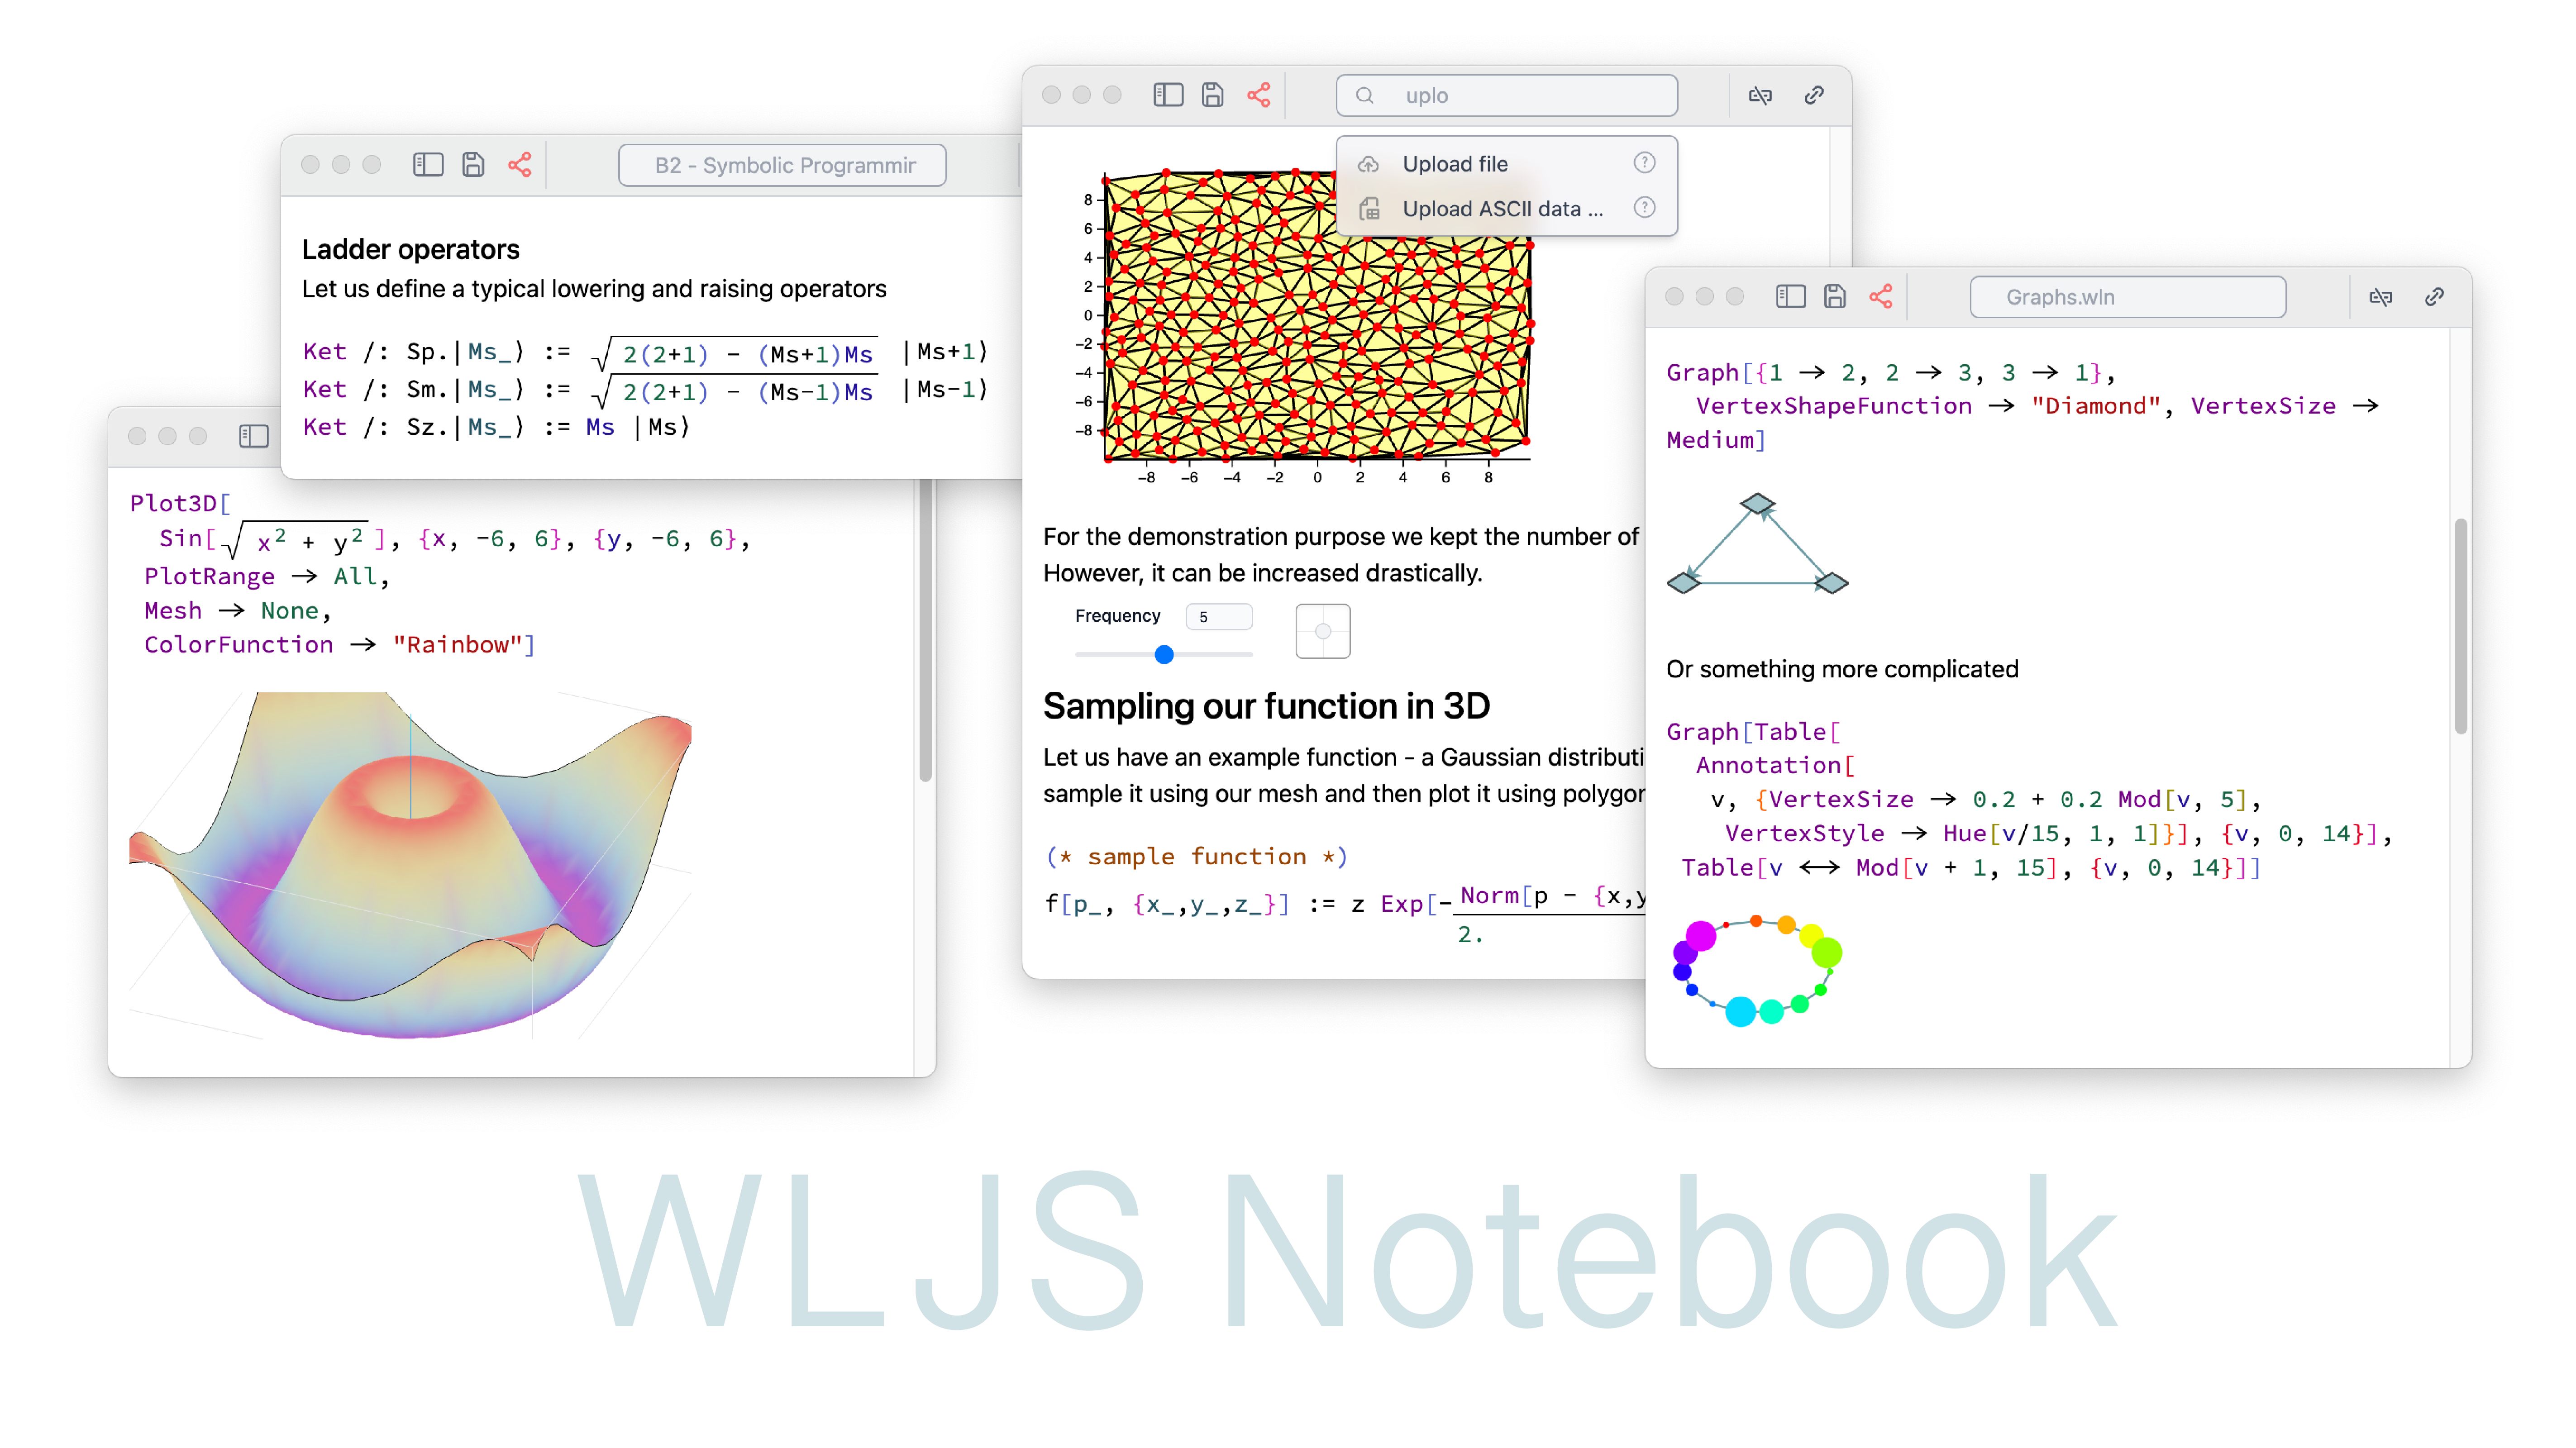 B2 - Symbolic Programmir
Ladder operators
Let us define a typical lowering and raising operators
Ket /: Sp.|Ms_⟩ := √2(2+1) - (Ms+1)Ms |Ms+1⟩
Ket /: Sm.|Ms_⟩ := √2(2+1) - (Ms-1)Ms |Ms-1⟩
Ket /: Sz.|Ms_⟩ := Ms |Ms⟩
Plot3D[
Sin[√x² + y²], {x, -6, 6}, {y, -6, 6},
PlotRange → All,
Mesh → None,
ColorFunction → "Rainbow"]
uplo
Upload file
Upload ASCII data ...
8
6
4
2
0
-2
-4
-6
-8
-8 -6 -4 -2 0 2 4 6 8
For the demonstration purpose we kept the number of
However, it can be increased drastically.
Frequency 5
Sampling our function in 3D
Let us have an example function - a Gaussian distributi
sample it using our mesh and then plot it using polygor
(* sample function *)
f[p_, {x_,y_,z_}] := z Exp[-Norm[p - {x,y
2.
Graphs.wln
Graph[{1 → 2, 2 → 3, 3 → 1},
VertexShapeFunction → "Diamond", VertexSize →
Medium]
Or something more complicated
Graph[Table[
Annotation[
v, {VertexSize → 0.2 + 0.2 Mod[v, 5],
VertexStyle → Hue[v/15, 1, 1]}], {v, 0, 14}],
Table[v ↔ Mod[v + 1, 15], {v, 0, 14}]]
WLJS Notebook